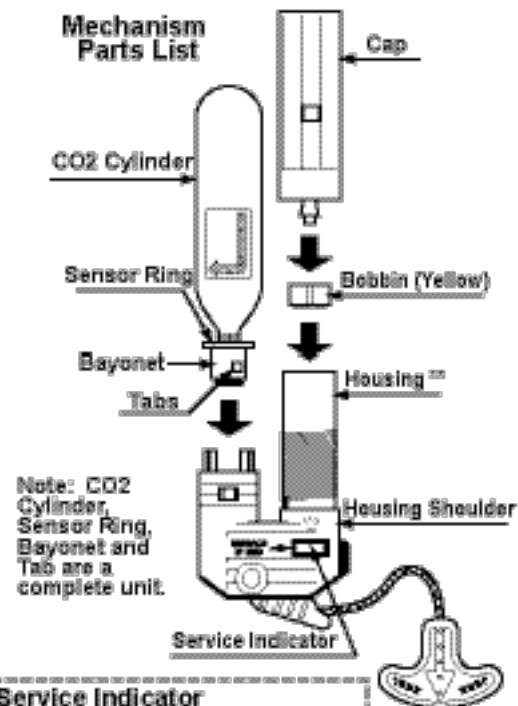 Mechanism
Parts List
Cap
CO2 Cylinder
Sensor Ring
Bobbin (Yellow)
Bayonet
Housing
Tabs
Note: CO2
Cylinder,
Sensor Ring,
Bayonet and
Tab are a
complete unit.
Housing Shoulder
Service Indicator
Service Indicator